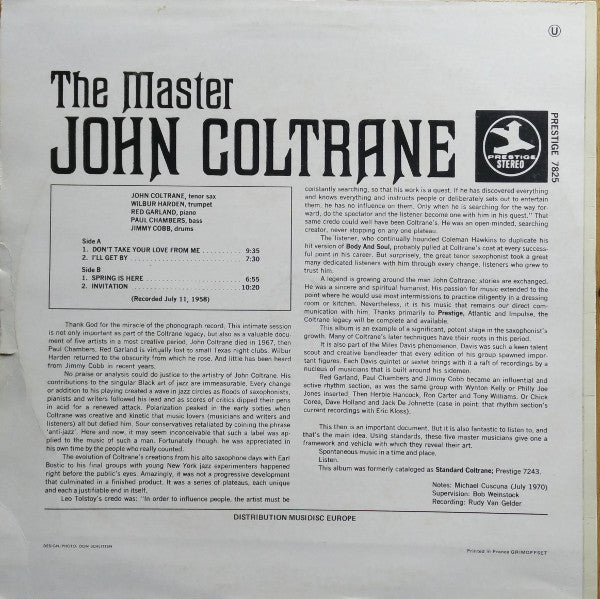 U
The Master
JOHN COLTRANE
PRESTIGE
STEREO
PRESTIGE 7825
JOHN COLTRANE, tenor sax
WILBUR HARDEN, trumpet
RED GARLAND, piano
PAUL CHAMBERS, bass
JIMMY COBB, drums
Side A
1. DON'T TAKE YOUR LOVE FROM ME . . . . . . . . . . 9:35
2. I'LL GET BY . . . . . . . . . . . . . . . . . . . . 7:30
Side B
1. SPRING IS HERE . . . . . . . . . . . . . . . . . . 6:55
2. INVITATION . . . . . . . . . . . . . . . . . . . . 10:20
(Recorded July 11, 1958)
Thank God for the miracle of the phonograph record. This intimate session
is not only important as part of the Coltrane legacy, but also as a valuable docu-
ment of five artists in a most creative period. John Coltrane died in 1967, then
Paul Chambers. Red Garland is virtually lost to small Texas night clubs. Wilbur
Harden returned to the obscurity from which he rose. And little has been heard
from Jimmy Cobb in recent years.
No praise or analysis could do justice to the artistry of John Coltrane. His
contributions to the singular Black art of jazz are immeasurable. Every change
or addition to his playing created a wave in jazz circles as floods of saxophonists,
pianists and writers followed his lead and as scores of critics dipped their pens
in acid for a renewed attack. Polarization peaked in the early sixties when
Coltrane was creative and kinetic that music lovers (musicians and writers and
listeners) all but defied him. Sour conservatives retaliated by coining the phrase
'anti-jazz'. Here and now, it may seem inconceivable that such a label was ap-
plied to the music of such a man. Fortunately though, he was appreciated in
his own time by the people who really counted.
The evolution of Coltrane's creations from his alto saxophone days with Earl
Bostic to his final groups with young New York jazz experimenters happened
right before the public's eyes. Amazingly, it was not a progressive development
that culminated in a finished product. It was a series of plateaus, each unique
and each a justifiable end in itself.
Leo Tolstoy's credo was: "In order to influence people, the artist must be
constantly searching, so that his work is a quest. If he has discovered everything
and knows everything and instructs people or deliberately sets out to entertain
them, he has no influence on them. Only when he is searching for the way for-
ward, do the spectator and the listener become one with him in his quest." That
same credo could well have been Coltrane's. He was an open-minded, searching
creator, never stopping on any one plateau.
The listener, who continually hounded Coleman Hawkins to duplicate his
hit version of Body And Soul, probably pulled at Coltrane's coat at every success-
ful point in his career. But surprisingly, the great tenor saxophonist took a great
many dedicated listeners with him through every change, listeners who grew to
trust him.
A legend is growing around the man John Coltrane; stories are exchanged.
He was a sincere and spiritual humanist. His passion for music extended to the
point where he would use most intermissions to practice diligently in a dressing
room or kitchen. Nevertheless, it is his music that remains our direct com-
munication with him. Thanks primarily to Prestige, Atlantic and Impulse, the
Coltrane legacy will be complete and available.
This album is an example of a significant, potent stage in the saxophonist's
growth. Many of Coltrane's later techniques have their roots in this period.
It is also part of the Miles Davis phenomenon. Davis was such a keen talent
scout and creative bandleader that every edition of his group spawned impor-
tant figures. Each Davis quintet or sextet brings with it a raft of recordings by a
nucleus of musicians that is built around his sidemen.
Red Garland, Paul Chambers and Jimmy Cobb became an influential and
active rhythm section, as was the same group with Wynton Kelly or Philly Joe
Jones inserted. Then Herbie Hancock, Ron Carter and Tony Williams. Or Chick
Corea, Dave Holland and Jack De Johnette (case in point: that rhythm section's
current recordings with Eric Kloss).
This then is an important document. But it is also fantastic to listen to, and
that's the main idea. Using standards, these five master musicians give one a
framework and vehicle with which they reveal their art.
Spontaneous music in a time and place.
Listen.
This album was formerly cataloged as Standard Coltrane; Prestige 7243.
Notes: Michael Cuscuna (July 1970)
Supervision: Bob Weinstock
Recording: Rudy Van Gelder
DISTRIBUTION MUSIDISC EUROPE
DESIGN/PHOTO: DON SCHLITTEN
Printed in France GRIMOFFSET